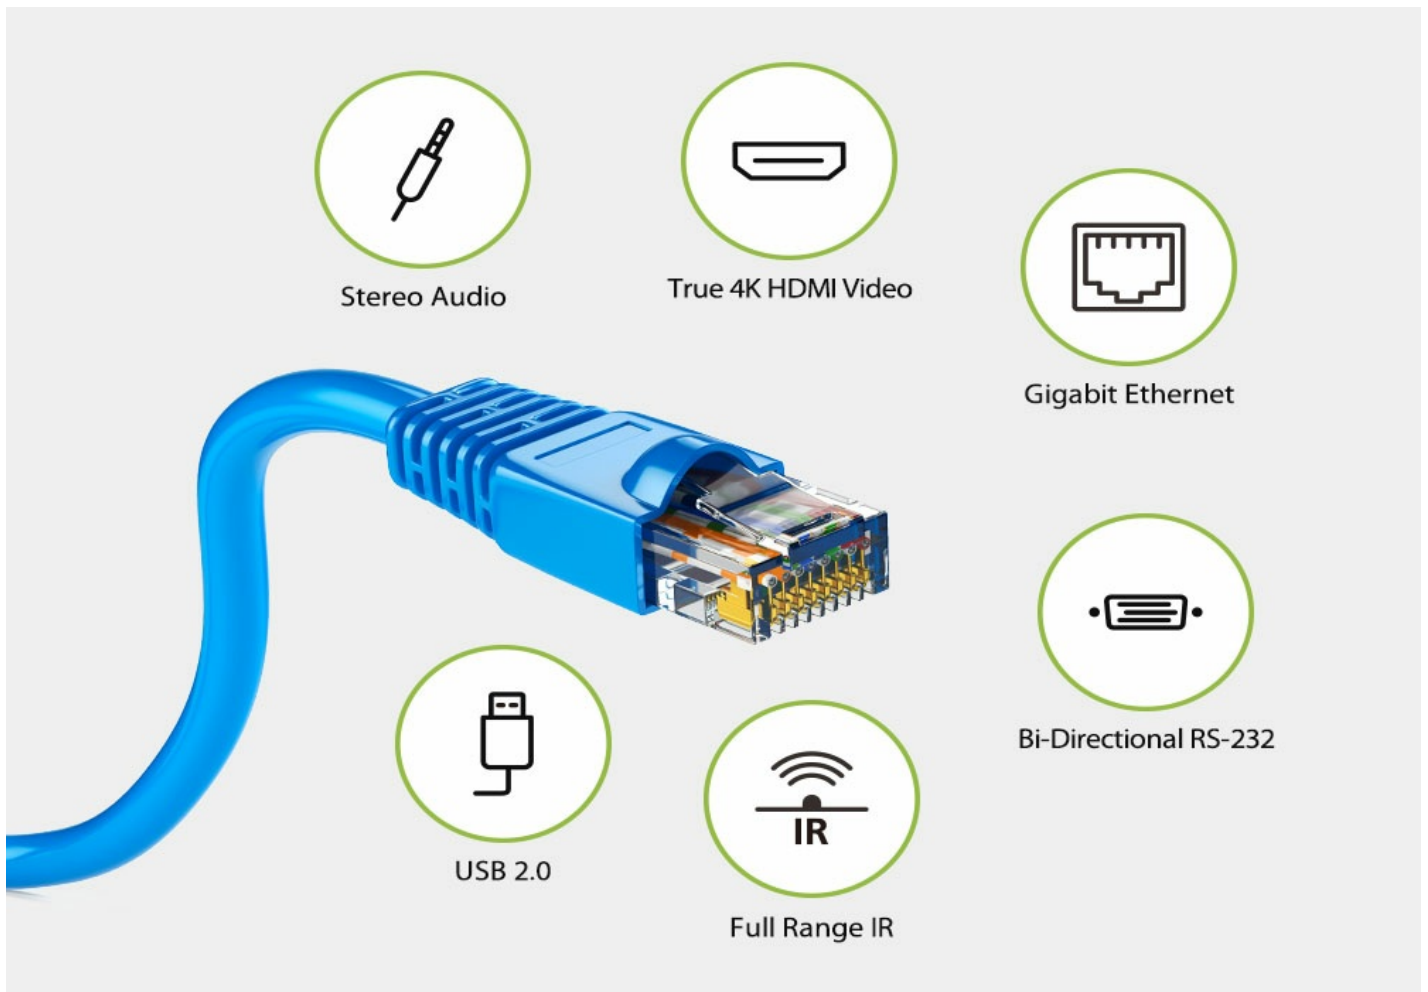 Stereo Audio
True 4K HDMI Video
Gigabit Ethernet
Bi-Directional RS-232
USB 2.0
IR
Full Range IR